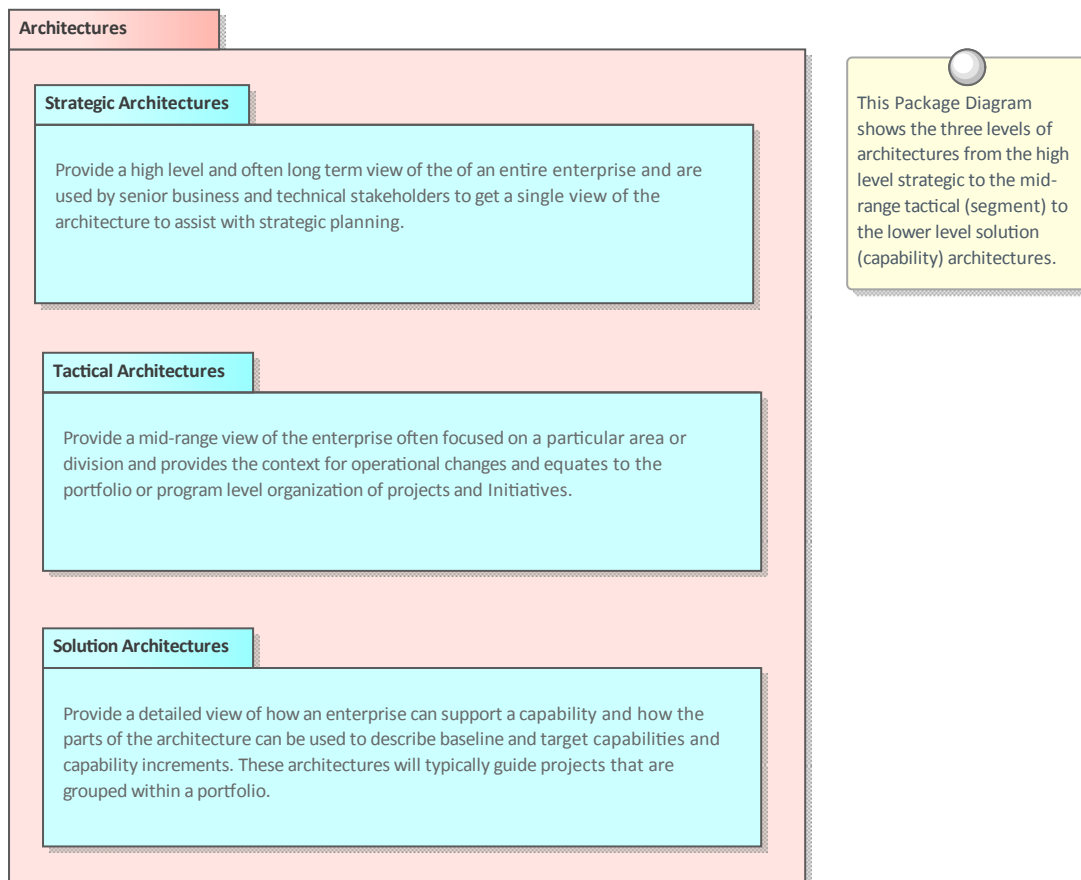 Architectures
Strategic Architectures
Provide a high level and often long term view of the of an entire enterprise and are
used by senior business and technical stakeholders to get a single view of the
architecture to assist with strategic planning.
Tactical Architectures
Provide a mid-range view of the enterprise often focused on a particular area or
division and provides the context for operational changes and equates to the
portfolio or program level organization of projects and Initiatives.
Solution Architectures
Provide a detailed view of how an enterprise can support a capability and how the
parts of the architecture can be used to describe baseline and target capabilities and
capability increments. These architectures will typically guide projects that are
grouped within a portfolio.
This Package Diagram
shows the three levels of
architectures from the high
level strategic to the mid-
range tactical (segment) to
the lower level solution
(capability) architectures.